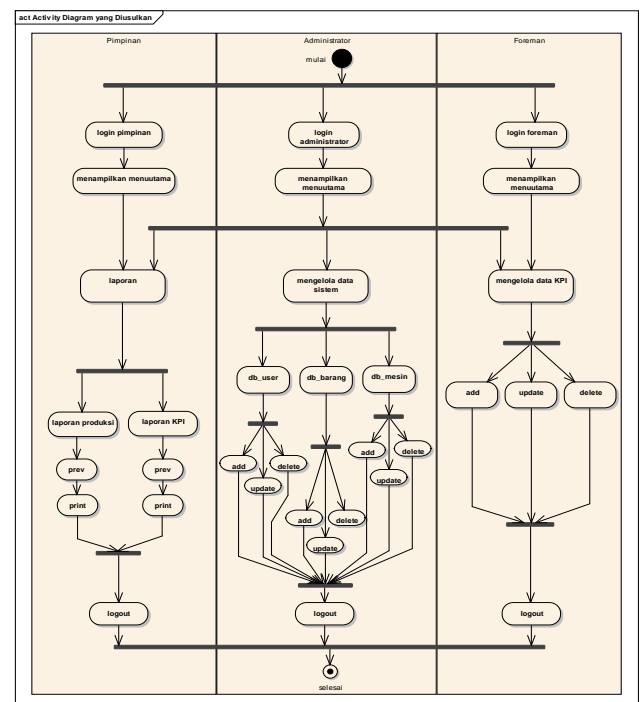 act Activity Diagram yang Diusulkan
Pimpinan
Administrator
Foreman
mulai
login pimpinan
login
administrator
login foreman
menampilkan menuutama
menampilkan
menuutama
menampilkan
menuutama
laporan
mengelola data
sistem
mengelola data KPI
db_user
db_barang
db_mesin
add
update
delete
laporan produksi
laporan KPI
add
update
delete
add
update
delete
add
update
delete
prev
prev
print
print
logout
logout
logout
selesai